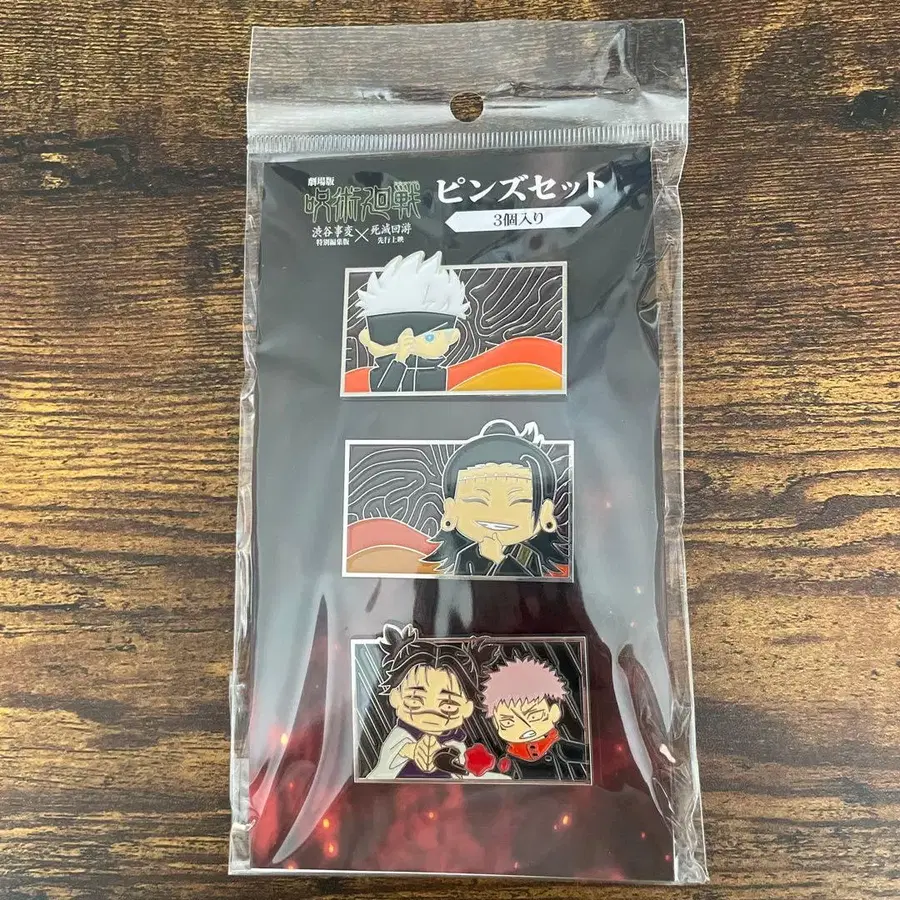 劇場版
呪術廻戦
渋谷事変 × 死滅回游
特別編集版 先行上映
ピンズセット
3個入り